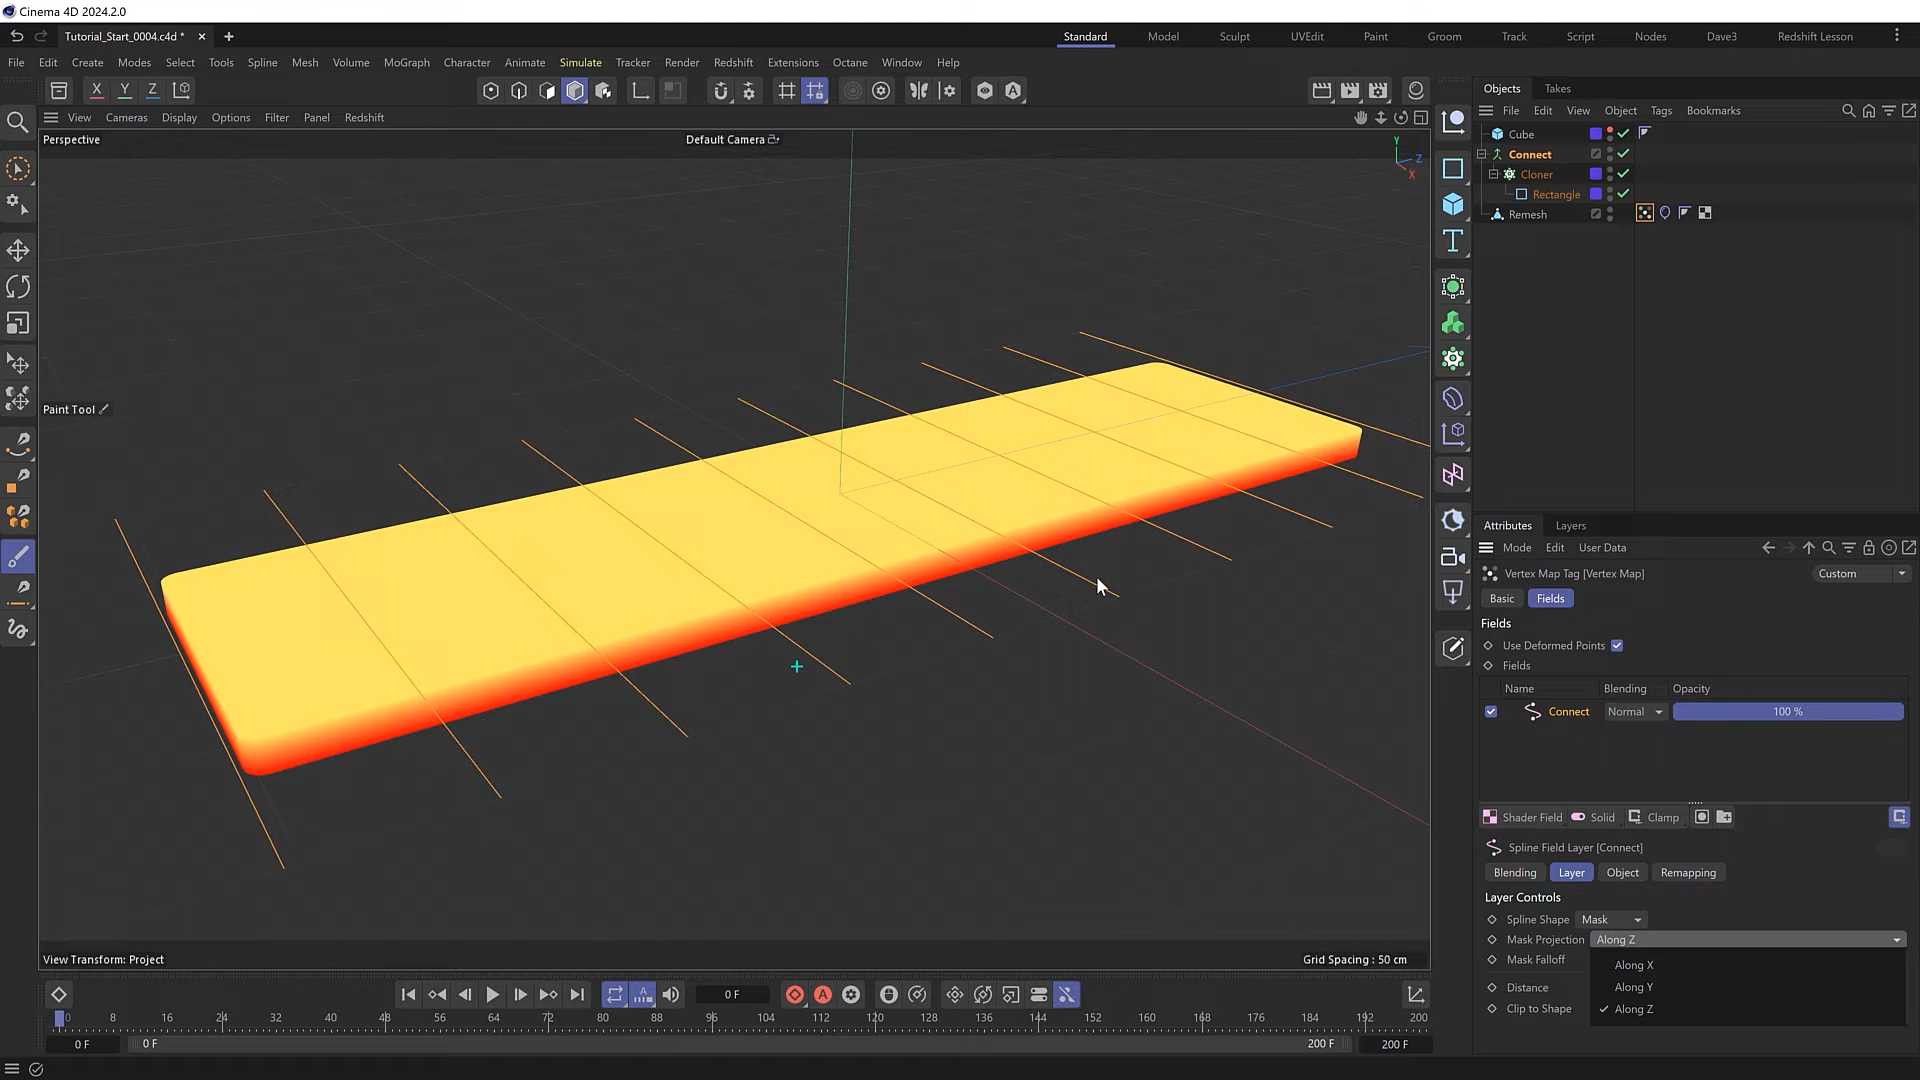 Cinema 4D 2024.2.0
Tutorial_Start_0004.c4d *
Standard Model Sculpt UVEdit Paint Groom Track Script Nodes Dave3 Redshift Lesson
File Edit Create Modes Select Tools Spline Mesh Volume MoGraph Character Animate Simulate Tracker Render Redshift Extensions Octane Window Help
X Y Z
Objects Takes
View Cameras Display Options Filter Panel Redshift
File Edit View Object Tags Bookmarks
Perspective
Default Camera
Y
Z
X
Cube
Connect
Cloner
Rectangle
Remesh
Paint Tool
Attributes Layers
Mode Edit User Data
Vertex Map Tag [Vertex Map]
Custom
Basic Fields
Fields
Use Deformed Points
Fields
Name Blending Opacity
Connect Normal 100 %
Shader Field Solid Clamp
Spline Field Layer [Connect]
Blending Layer Object Remapping
Layer Controls
Spline Shape Mask
Mask Projection Along Z
Mask Falloff
Along X
Distance
Along Y
Clip to Shape
Along Z
View Transform: Project
Grid Spacing : 50 cm
0 F
0 8 16 24 32 40 48 56 64 72 80 88 96 104 112 120 128 136 144 152 160 168 176 184 192 200
0 F 0 F 200 F 200 F